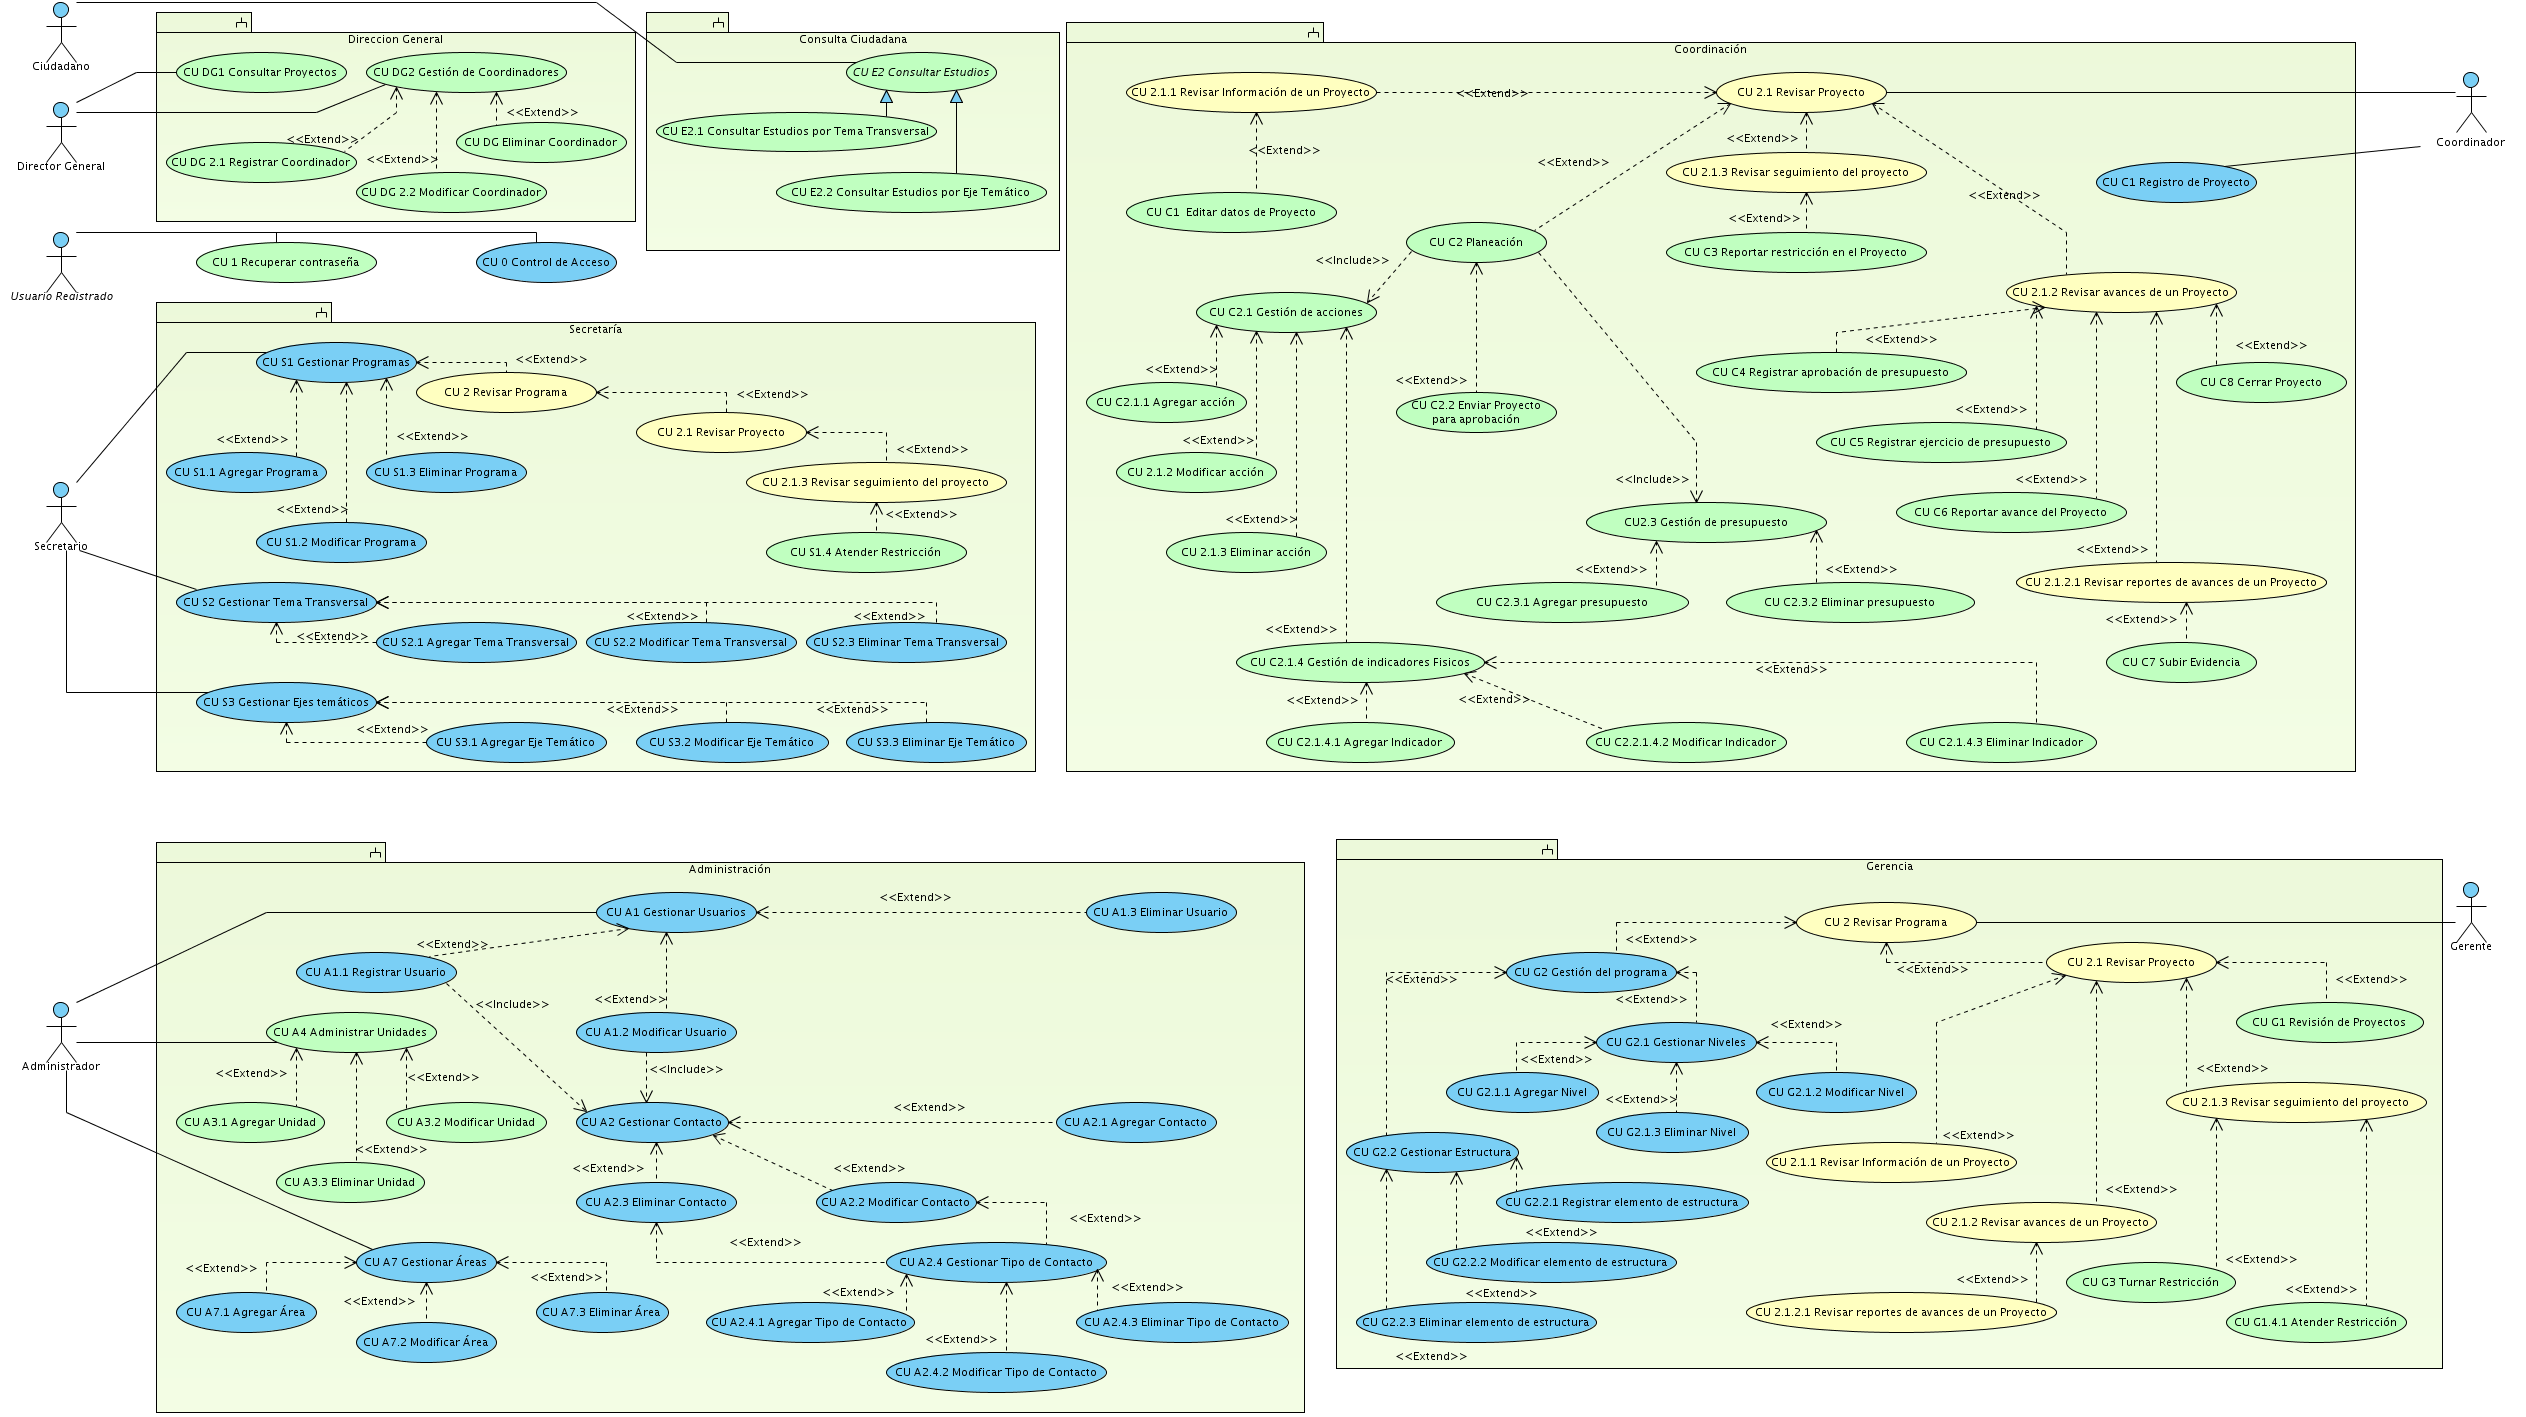 Ciudadano
Director General
Usuario Registrado
Direccion General
CU DG1 Consultar Proyectos
CU DG2 Gestión de Coordinadores
<<Extend>>
<<Extend>>
<<Extend>>
CU DG Eliminar Coordinador
CU DG 2.1 Registrar Coordinador
CU DG 2.2 Modificar Coordinador
Consulta Ciudadana
CU E2 Consultar Estudios
CU E2.1 Consultar Estudios por Tema Transversal
CU E2.2 Consultar Estudios por Eje Temático
CU 1 Recuperar contraseña
CU 0 Control de Acceso
Secretario
Secretaría
CU S1 Gestionar Programas
<<Extend>>
CU 2 Revisar Programa
<<Extend>>
CU 2.1 Revisar Proyecto
<<Extend>>
<<Extend>>
<<Extend>>
CU S1.1 Agregar Programa
CU S1.3 Eliminar Programa
CU 2.1.3 Revisar seguimiento del proyecto
<<Extend>>
<<Extend>>
CU S1.2 Modificar Programa
CU S1.4 Atender Restricción
CU S2 Gestionar Tema Transversal
<<Extend>>
<<Extend>>
<<Extend>>
CU S2.1 Agregar Tema Transversal
CU S2.2 Modificar Tema Transversal
CU S2.3 Eliminar Tema Transversal
CU S3 Gestionar Ejes temáticos
<<Extend>>
<<Extend>>
<<Extend>>
CU S3.1 Agregar Eje Temático
CU S3.2 Modificar Eje Temático
CU S3.3 Eliminar Eje Temático
Coordinación
Coordinador
CU 2.1.1 Revisar Información de un Proyecto
<<Extend>>
CU 2.1 Revisar Proyecto
<<Extend>>
<<Extend>>
<<Extend>>
CU 2.1.3 Revisar seguimiento del proyecto
CU C1 Registro de Proyecto
<<Extend>>
CU C1  Editar datos de Proyecto
<<Extend>>
CU C2 Planeación
CU C3 Reportar restricción en el Proyecto
<<Include>>
CU 2.1.2 Revisar avances de un Proyecto
CU C2.1 Gestión de acciones
<<Extend>>
<<Extend>>
<<Extend>>
<<Extend>>
CU C4 Registrar aprobación de presupuesto
CU C8 Cerrar Proyecto
CU C2.1.1 Agregar acción
CU C2.2 Enviar Proyecto
para aprobación
<<Extend>>
<<Extend>>
CU C5 Registrar ejercicio de presupuesto
CU 2.1.2 Modificar acción
<<Include>>
<<Extend>>
CU C6 Reportar avance del Proyecto
<<Extend>>
CU2.3 Gestión de presupuesto
CU 2.1.3 Eliminar acción
<<Extend>>
<<Extend>>
<<Extend>>
CU 2.1.2.1 Revisar reportes de avances de un Proyecto
CU C2.3.1 Agregar presupuesto
CU C2.3.2 Eliminar presupuesto
<<Extend>>
<<Extend>>
CU C2.1.4 Gestión de indicadores Fisicos
CU C7 Subir Evidencia
<<Extend>>
<<Extend>>
<<Extend>>
CU C2.1.4.1 Agregar Indicador
CU C2.2.1.4.2 Modificar Indicador
CU C2.1.4.3 Eliminar Indicador
Administrador
Administración
CU A1 Gestionar Usuarios
<<Extend>>
CU A1.3 Eliminar Usuario
<<Extend>>
CU A1.1 Registrar Usuario
<<Include>>
<<Extend>>
CU A4 Administrar Unidades
CU A1.2 Modificar Usuario
<<Extend>>
<<Extend>>
<<Include>>
CU A3.1 Agregar Unidad
CU A3.2 Modificar Unidad
CU A2 Gestionar Contacto
<<Extend>>
CU A2.1 Agregar Contacto
<<Extend>>
<<Extend>>
<<Extend>>
CU A3.3 Eliminar Unidad
CU A2.3 Eliminar Contacto
CU A2.2 Modificar Contacto
<<Extend>>
<<Extend>>
CU A7 Gestionar Áreas
CU A2.4 Gestionar Tipo de Contacto
<<Extend>>
<<Extend>>
<<Extend>>
<<Extend>>
<<Extend>>
CU A7.1 Agregar Área
CU A7.3 Eliminar Área
CU A2.4.1 Agregar Tipo de Contacto
CU A2.4.3 Eliminar Tipo de Contacto
CU A7.2 Modificar Área
<<Extend>>
CU A2.4.2 Modificar Tipo de Contacto
Gerencia
Gerente
CU 2 Revisar Programa
<<Extend>>
<<Extend>>
CU 2.1 Revisar Proyecto
CU G2 Gestión del programa
<<Extend>>
<<Extend>>
<<Extend>>
CU G1 Revisión de Proyectos
CU G2.1 Gestionar Niveles
<<Extend>>
<<Extend>>
CU G2.1.1 Agregar Nivel
CU G2.1.2 Modificar Nivel
<<Extend>>
<<Extend>>
CU 2.1.3 Revisar seguimiento del proyecto
CU G2.1.3 Eliminar Nivel
<<Extend>>
CU G2.2 Gestionar Estructura
CU 2.1.1 Revisar Información de un Proyecto
<<Extend>>
CU G2.2.1 Registrar elemento de estructura
CU 2.1.2 Revisar avances de un Proyecto
<<Extend>>
<<Extend>>
CU G2.2.2 Modificar elemento de estructura
<<Extend>>
CU G3 Turnar Restricción
<<Extend>>
<<Extend>>
CU 2.1.2.1 Revisar reportes de avances de un Proyecto
CU G2.2.3 Eliminar elemento de estructura
CU G1.4.1 Atender Restricción
<<Extend>>